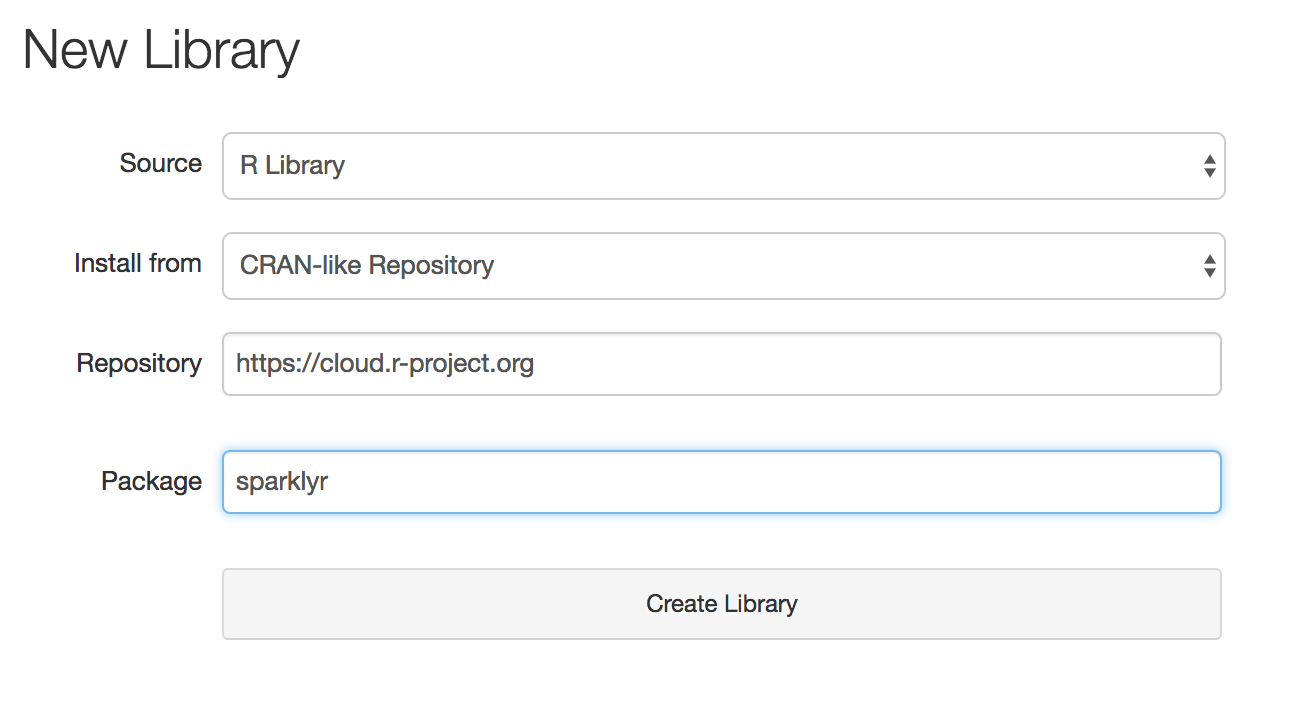 New Library
Source R Library
Install from CRAN-like Repository
Repository https://cloud.r-project.org
Package sparklyr
Create Library